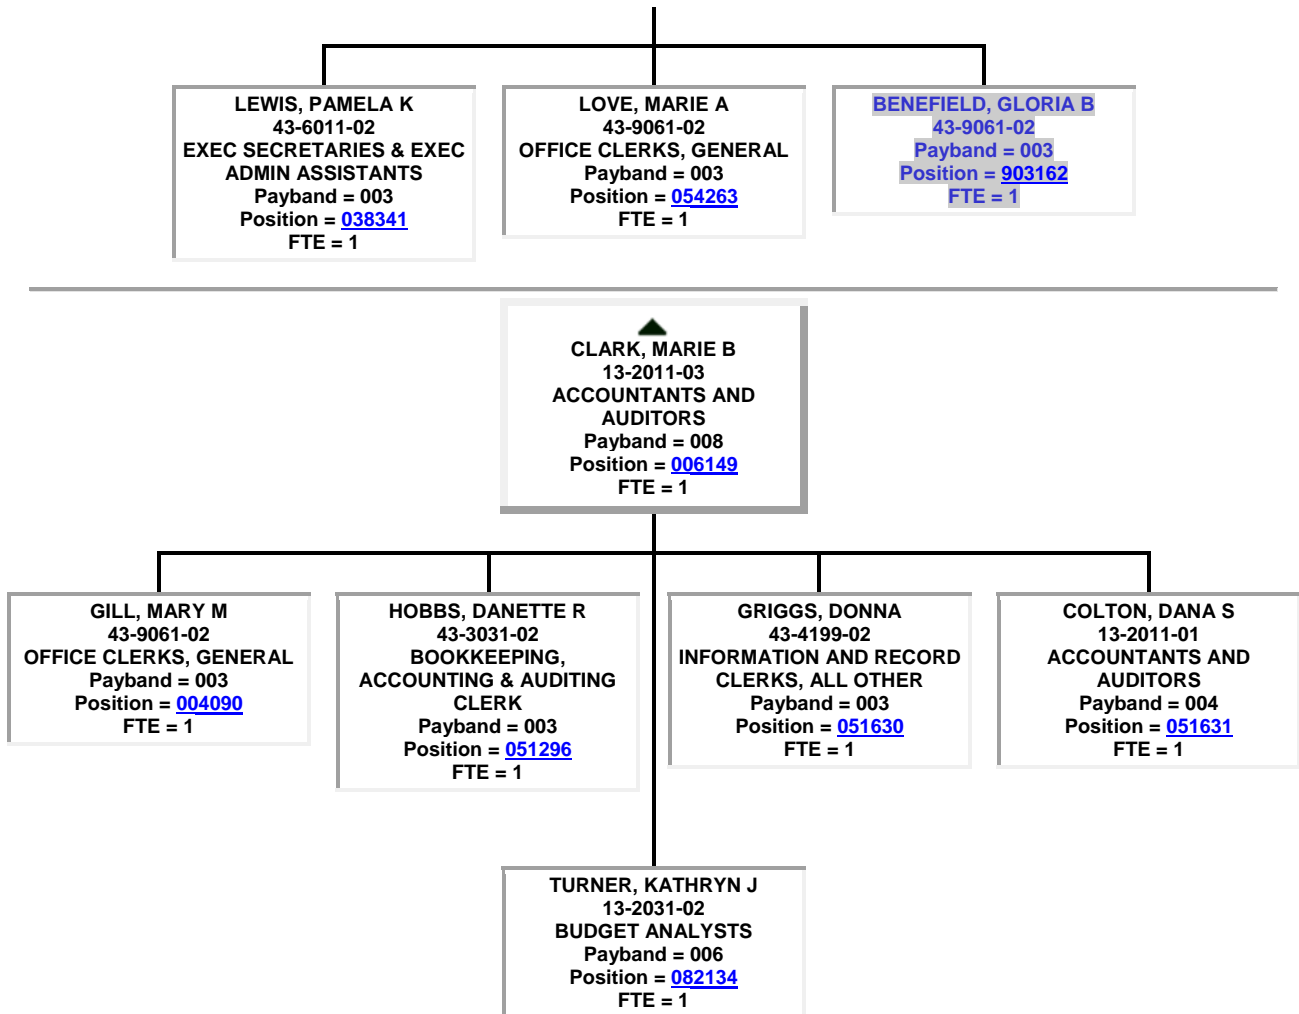 LEWIS, PAMELA K
43-6011-02
EXEC SECRETARIES & EXEC
ADMIN ASSISTANTS
Payband = 003
Position = 038341
FTE = 1
LOVE, MARIE A
43-9061-02
OFFICE CLERKS, GENERAL
Payband = 003
Position = 054263
FTE = 1
BENEFIELD, GLORIA B
43-9061-02
Payband = 003
Position = 903162
FTE = 1
CLARK, MARIE B
13-2011-03
ACCOUNTANTS AND
AUDITORS
Payband = 008
Position = 006149
FTE = 1
GILL, MARY M
43-9061-02
OFFICE CLERKS, GENERAL
Payband = 003
Position = 004090
FTE = 1
HOBBS, DANETTE R
43-3031-02
BOOKKEEPING,
ACCOUNTING & AUDITING
CLERK
Payband = 003
Position = 051296
FTE = 1
GRIGGS, DONNA
43-4199-02
INFORMATION AND RECORD
CLERKS, ALL OTHER
Payband = 003
Position = 051630
FTE = 1
COLTON, DANA S
13-2011-01
ACCOUNTANTS AND
AUDITORS
Payband = 004
Position = 051631
FTE = 1
TURNER, KATHRYN J
13-2031-02
BUDGET ANALYSTS
Payband = 006
Position = 082134
FTE = 1